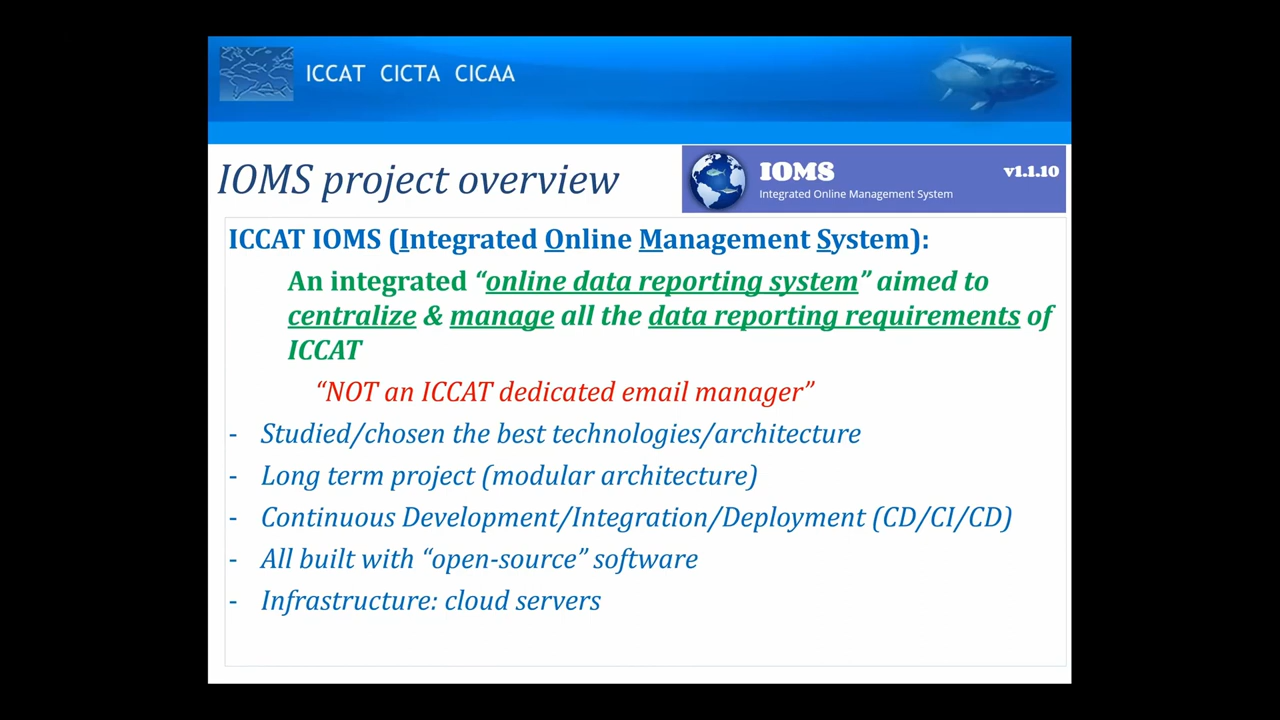 ICCAT CICTA CICAA
IOMS project overview
IOMS
v1.1.10
Integrated Online Management System
ICCAT IOMS (Integrated Online Management System):
An integrated “online data reporting system” aimed to
centralize & manage all the data reporting requirements of
ICCAT
“NOT an ICCAT dedicated email manager”
- Studied/chosen the best technologies/architecture
- Long term project (modular architecture)
- Continuous Development/Integration/Deployment (CD/CI/CD)
- All built with “open-source” software
- Infrastructure: cloud servers